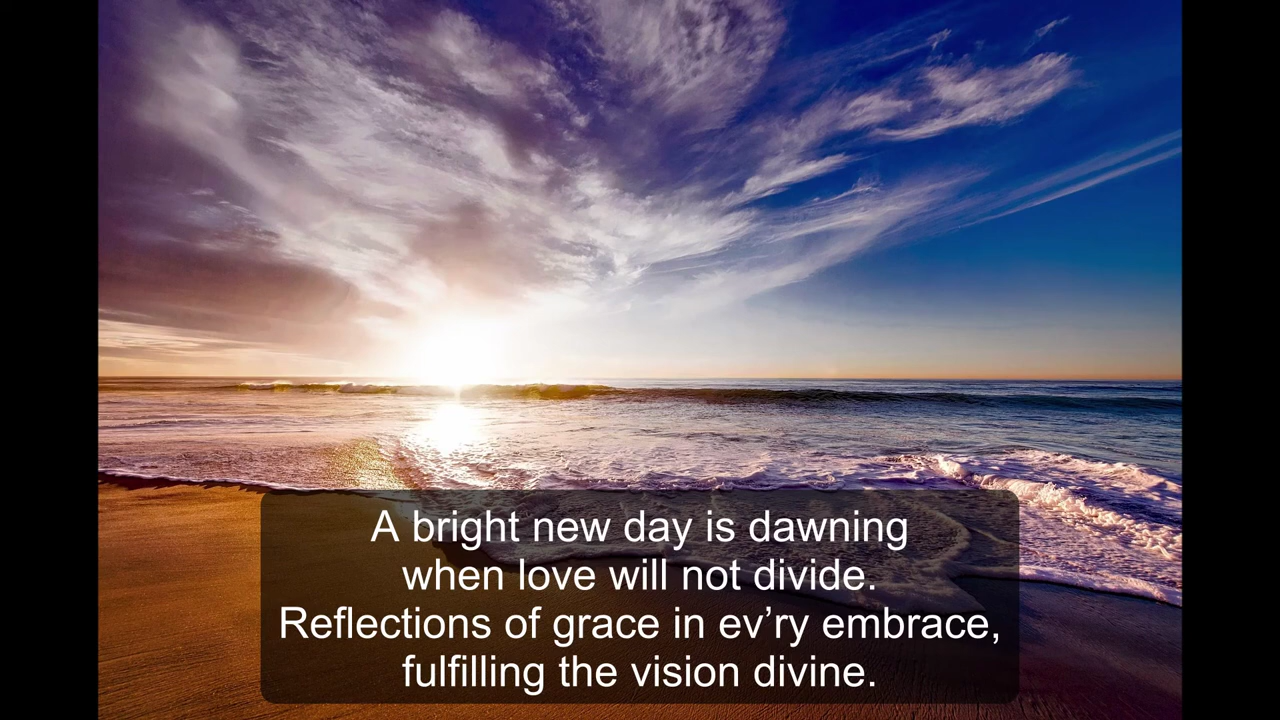 A bright new day is dawning
when love will not divide.
Reflections of grace in ev’ry embrace,
fulfilling the vision divine.